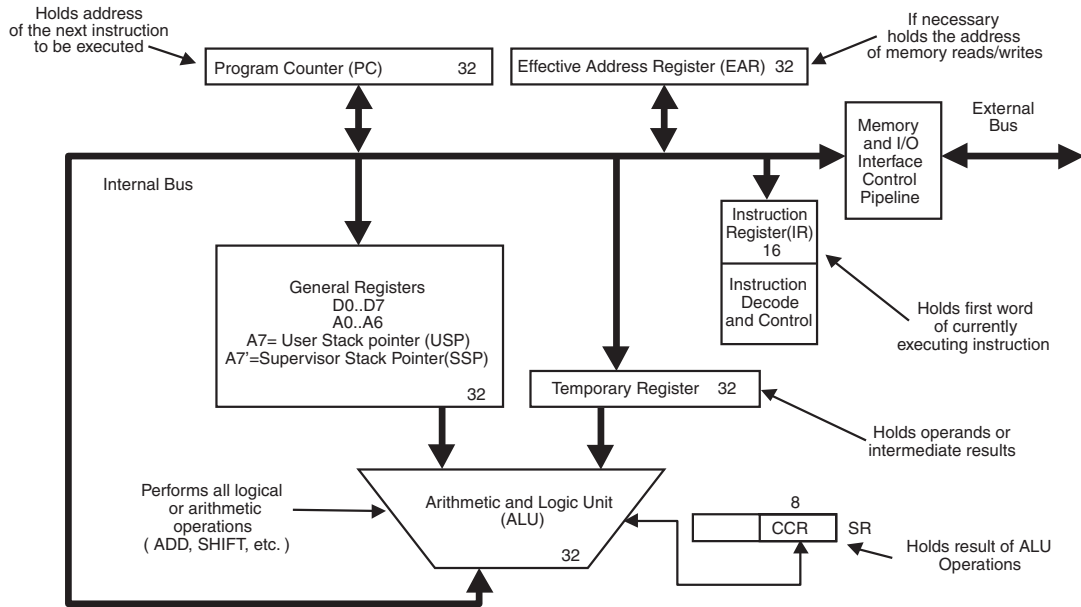 Holds address
of the next instruction
to be executed
Program Counter (PC) 32
Effective Address Register (EAR) 32
If necessary
holds the address
of memory reads/writes
External
Bus
Memory
and I/O
Interface
Control
Pipeline
Internal Bus
Instruction
Register(IR)
16
Instruction
Decode
and Control
General Registers
D0..D7
A0..A6
A7= User Stack pointer (USP)
A7'=Supervisor Stack Pointer(SSP)
32
Holds first word
of currently
executing instruction
Temporary Register 32
Holds operands or
intermediate results
Performs all logical
or arithmetic
operations
( ADD, SHIFT, etc. )
Arithmetic and Logic Unit
(ALU)
32
8
CCR SR
Holds result of ALU
Operations